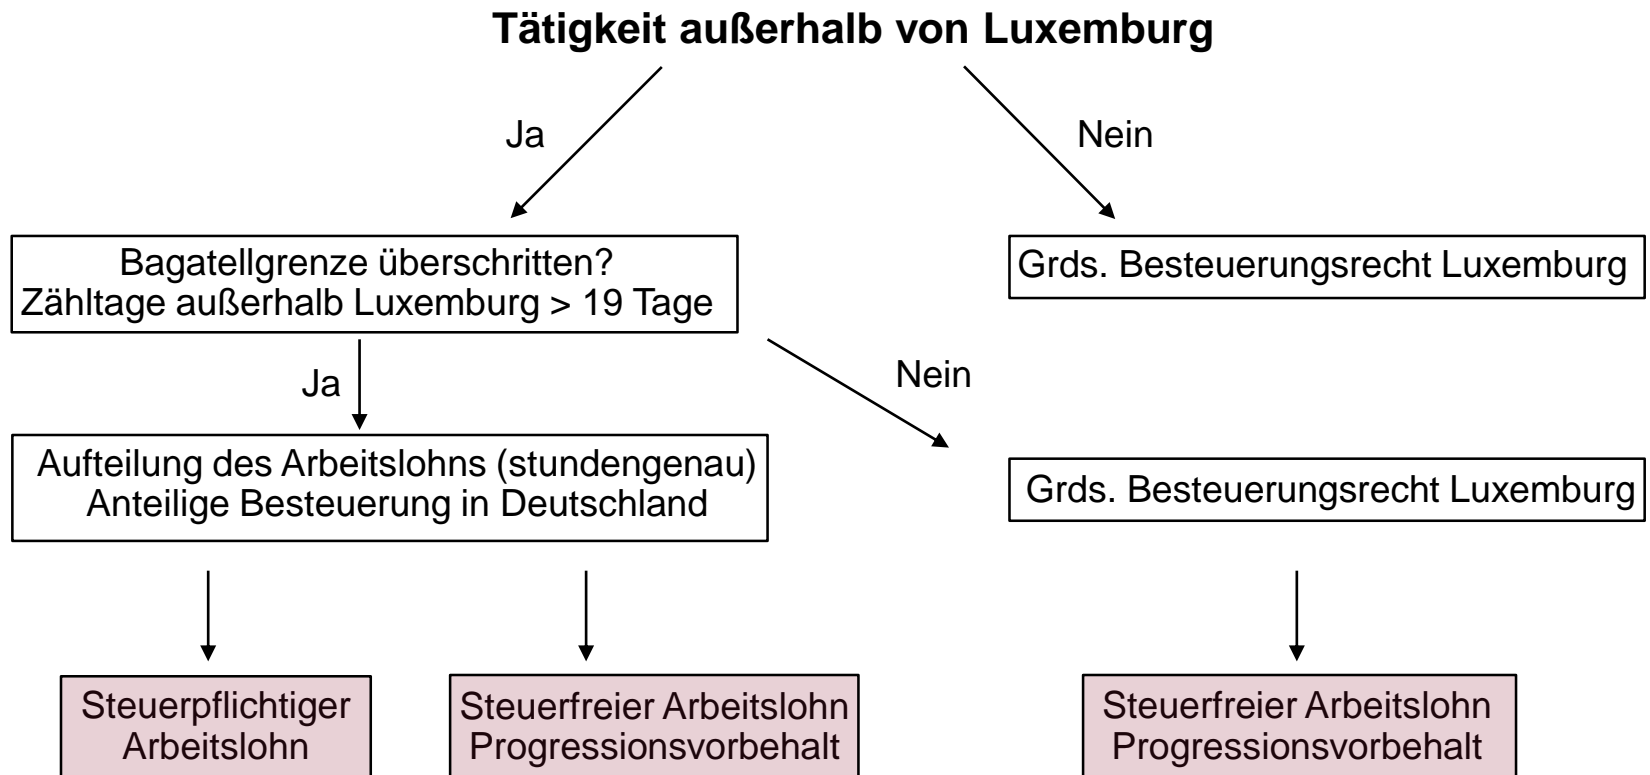 Tätigkeit außerhalb von Luxemburg
Ja
Nein
Bagatellgrenze überschritten?
Zähltage außerhalb Luxemburg > 19 Tage
Grds. Besteuerungsrecht Luxemburg
Ja
Nein
Aufteilung des Arbeitslohns (stundengenau)
Anteilige Besteuerung in Deutschland
Grds. Besteuerungsrecht Luxemburg
Steuerpflichtiger
Arbeitslohn
Steuerfreier Arbeitslohn
Progressionsvorbehalt
Steuerfreier Arbeitslohn
Progressionsvorbehalt